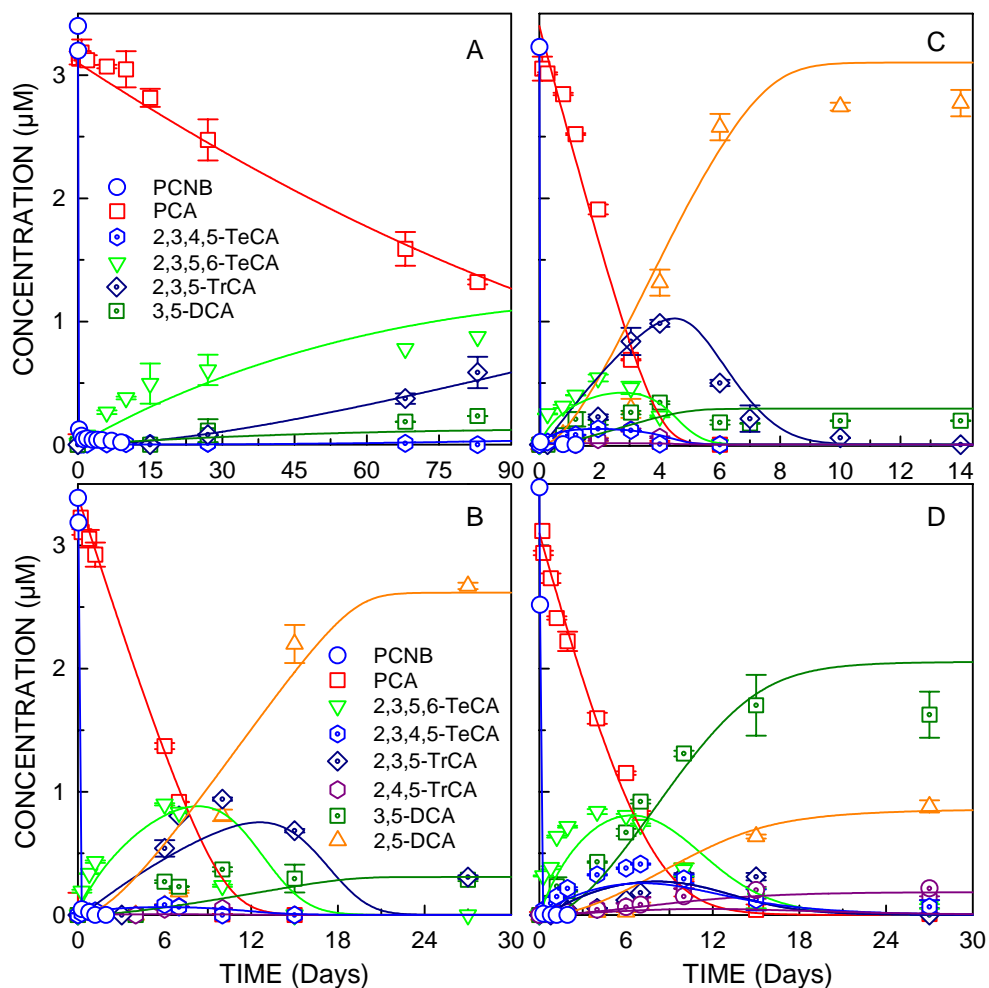 A
C
CONCENTRATION (µM)
3
2
1
0
PCNB
PCA
2,3,4,5-TeCA
2,3,5,6-TeCA
2,3,5-TrCA
3,5-DCA
0 15 30 45 60 75 90
0 2 4 6 8 10 12 14
B
D
CONCENTRATION (µM)
3
2
1
0
PCNB
PCA
2,3,5,6-TeCA
2,3,4,5-TeCA
2,3,5-TrCA
2,4,5-TrCA
3,5-DCA
2,5-DCA
0 6 12 18 24 30
0 6 12 18 24 30
TIME (Days)
TIME (Days)